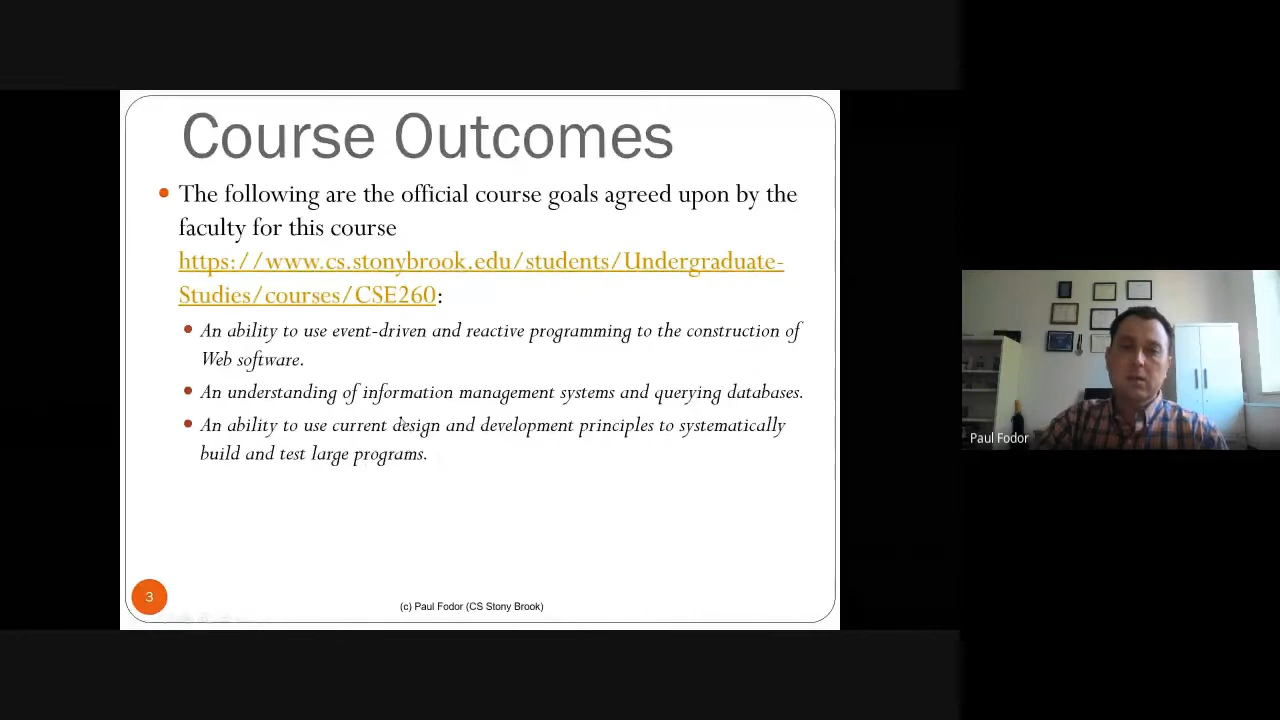 Course Outcomes
• The following are the official course goals agreed upon by the
faculty for this course
https://www.cs.stonybrook.edu/students/Undergraduate-
Studies/courses/CSE260:
• An ability to use event-driven and reactive programming to the construction of
Web software.
• An understanding of information management systems and querying databases.
• An ability to use current design and development principles to systematically
build and test large programs.
3
(c) Paul Fodor (CS Stony Brook)
Paul Fodor